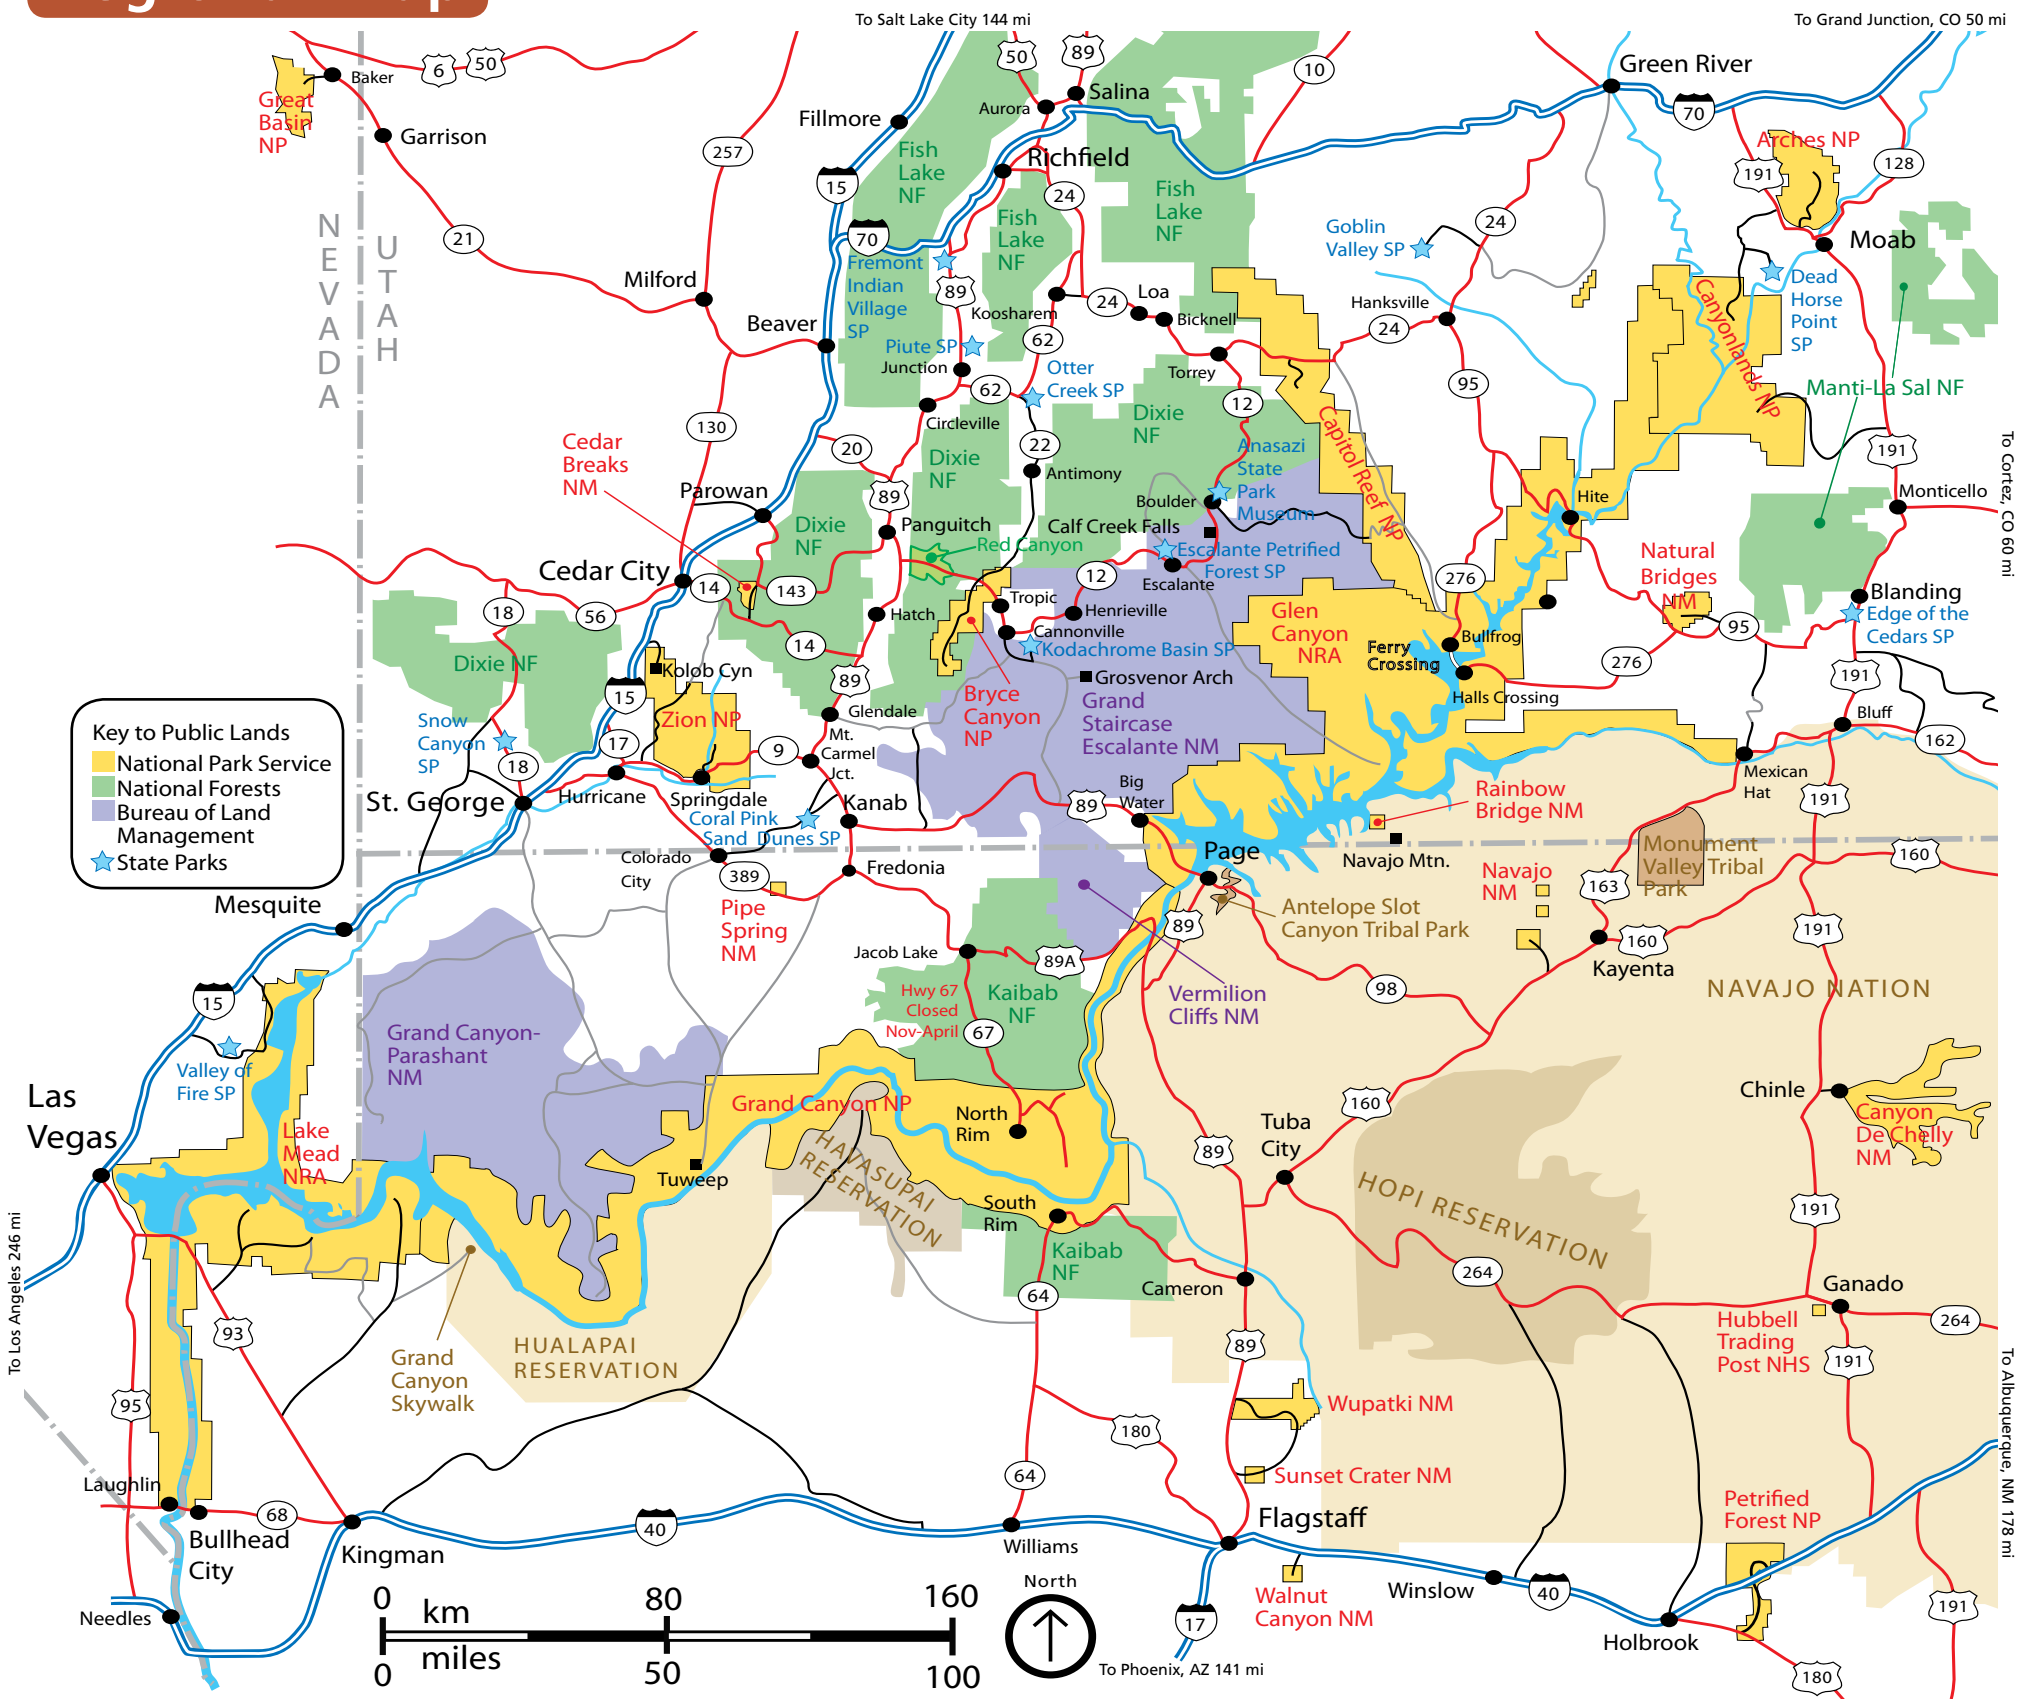 To Salt Lake City 144 mi
To Grand Junction, CO 50 mi
6
50
50
89
10
Baker
Great
Basin
NP
Garrison
Fillmore
Aurora
Salina
Green River
70
Richfield
Fish
Lake
NF
257
15
24
Fish
Lake
NF
Fish
Lake
NF
Arches NP
191
128
NEVADA
UTAH
21
70
Goblin
Valley SP
24
Moab
Milford
Fremont
Indian
Village
SP
89
Koosharem
24
Loa
Bicknell
Hanksville
24
Dead
Horse
Point
SP
Canyonlands NP
Beaver
Piute SP
Junction
62
62
Otter
Creek SP
Torrey
12
95
Manti-La Sal NF
To Cortez, CO 60 mi
130
Circleville
Dixie
NF
Capitol Reef NP
Cedar
Breaks
NM
20
22
Dixie
NF
Antimony
Anasazi
State
Park
Museum
191
Parowan
89
Boulder
Hite
Monticello
Dixie
NF
Panguitch
Calf Creek Falls
Red Canyon
Escalante Petrified
Forest SP
Natural
Bridges
NM
Cedar City
14
143
12
Escalante
276
Blanding
18
56
Hatch
Tropic
Henrieville
Cannonville
Glen
Canyon
NRA
Bullfrog
95
Edge of the
Cedars SP
14
Kodachrome Basin SP
Ferry
Crossing
276
Dixie NF
Kolob Cyn
89
Grosvenor Arch
Halls Crossing
191
15
Bryce
Canyon
NP
Grand
Staircase
Escalante NM
Bluff
Key to Public Lands
National Park Service
National Forests
Bureau of Land
Management
State Parks
Snow
Canyon
SP
Zion NP
Glendale
162
17
9
Mt.
Carmel
Jct.
18
Mexican
Hat
St. George
Hurricane
Springdale
Coral Pink
Sand Dunes SP
Kanab
89
Big
Water
Rainbow
Bridge NM
191
Colorado
City
Page
Navajo Mtn.
Monument
Valley Tribal
Park
160
389
Fredonia
Navajo
NM
163
Mesquite
Pipe
Spring
NM
89
Antelope Slot
Canyon Tribal Park
191
160
Jacob Lake
89A
Kayenta
15
Hwy 67
Closed
Nov-April
Kaibab
NF
Vermilion
Cliffs NM
98
NAVAJO NATION
Grand Canyon-
Parashant
NM
67
Valley of
Fire SP
Las
Vegas
Grand Canyon NP
North
Rim
160
Chinle
Canyon
De Chelly
NM
Lake
Mead
NRA
HAVASUPAI
RESERVATION
Tuba
City
89
Tuweep
HOPI RESERVATION
South
Rim
191
To Los Angeles 246 mi
Kaibab
NF
264
Cameron
64
Ganado
93
HUALAPAI
RESERVATION
Hubbell
Trading
Post NHS
264
89
191
Grand
Canyon
Skywalk
To Albuquerque, NM 178 mi
95
180
Wupatki NM
64
Sunset Crater NM
Laughlin
68
Petrified
Forest NP
Bullhead
City
40
Flagstaff
Kingman
Williams
Needles
North
Walnut
Canyon NM
Winslow
40
191
17
Holbrook
0
80
160
km
miles
0
50
100
To Phoenix, AZ 141 mi
180